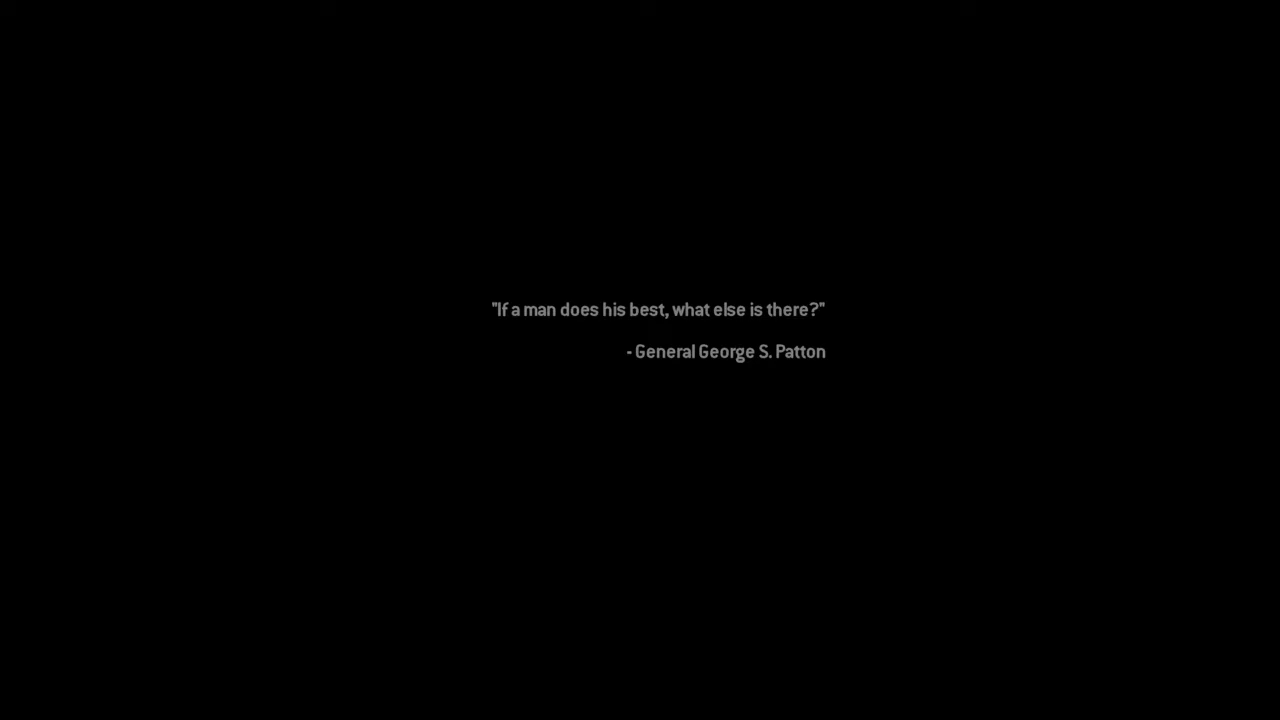 "If a man does his best, what else is there?"
- General George S. Patton